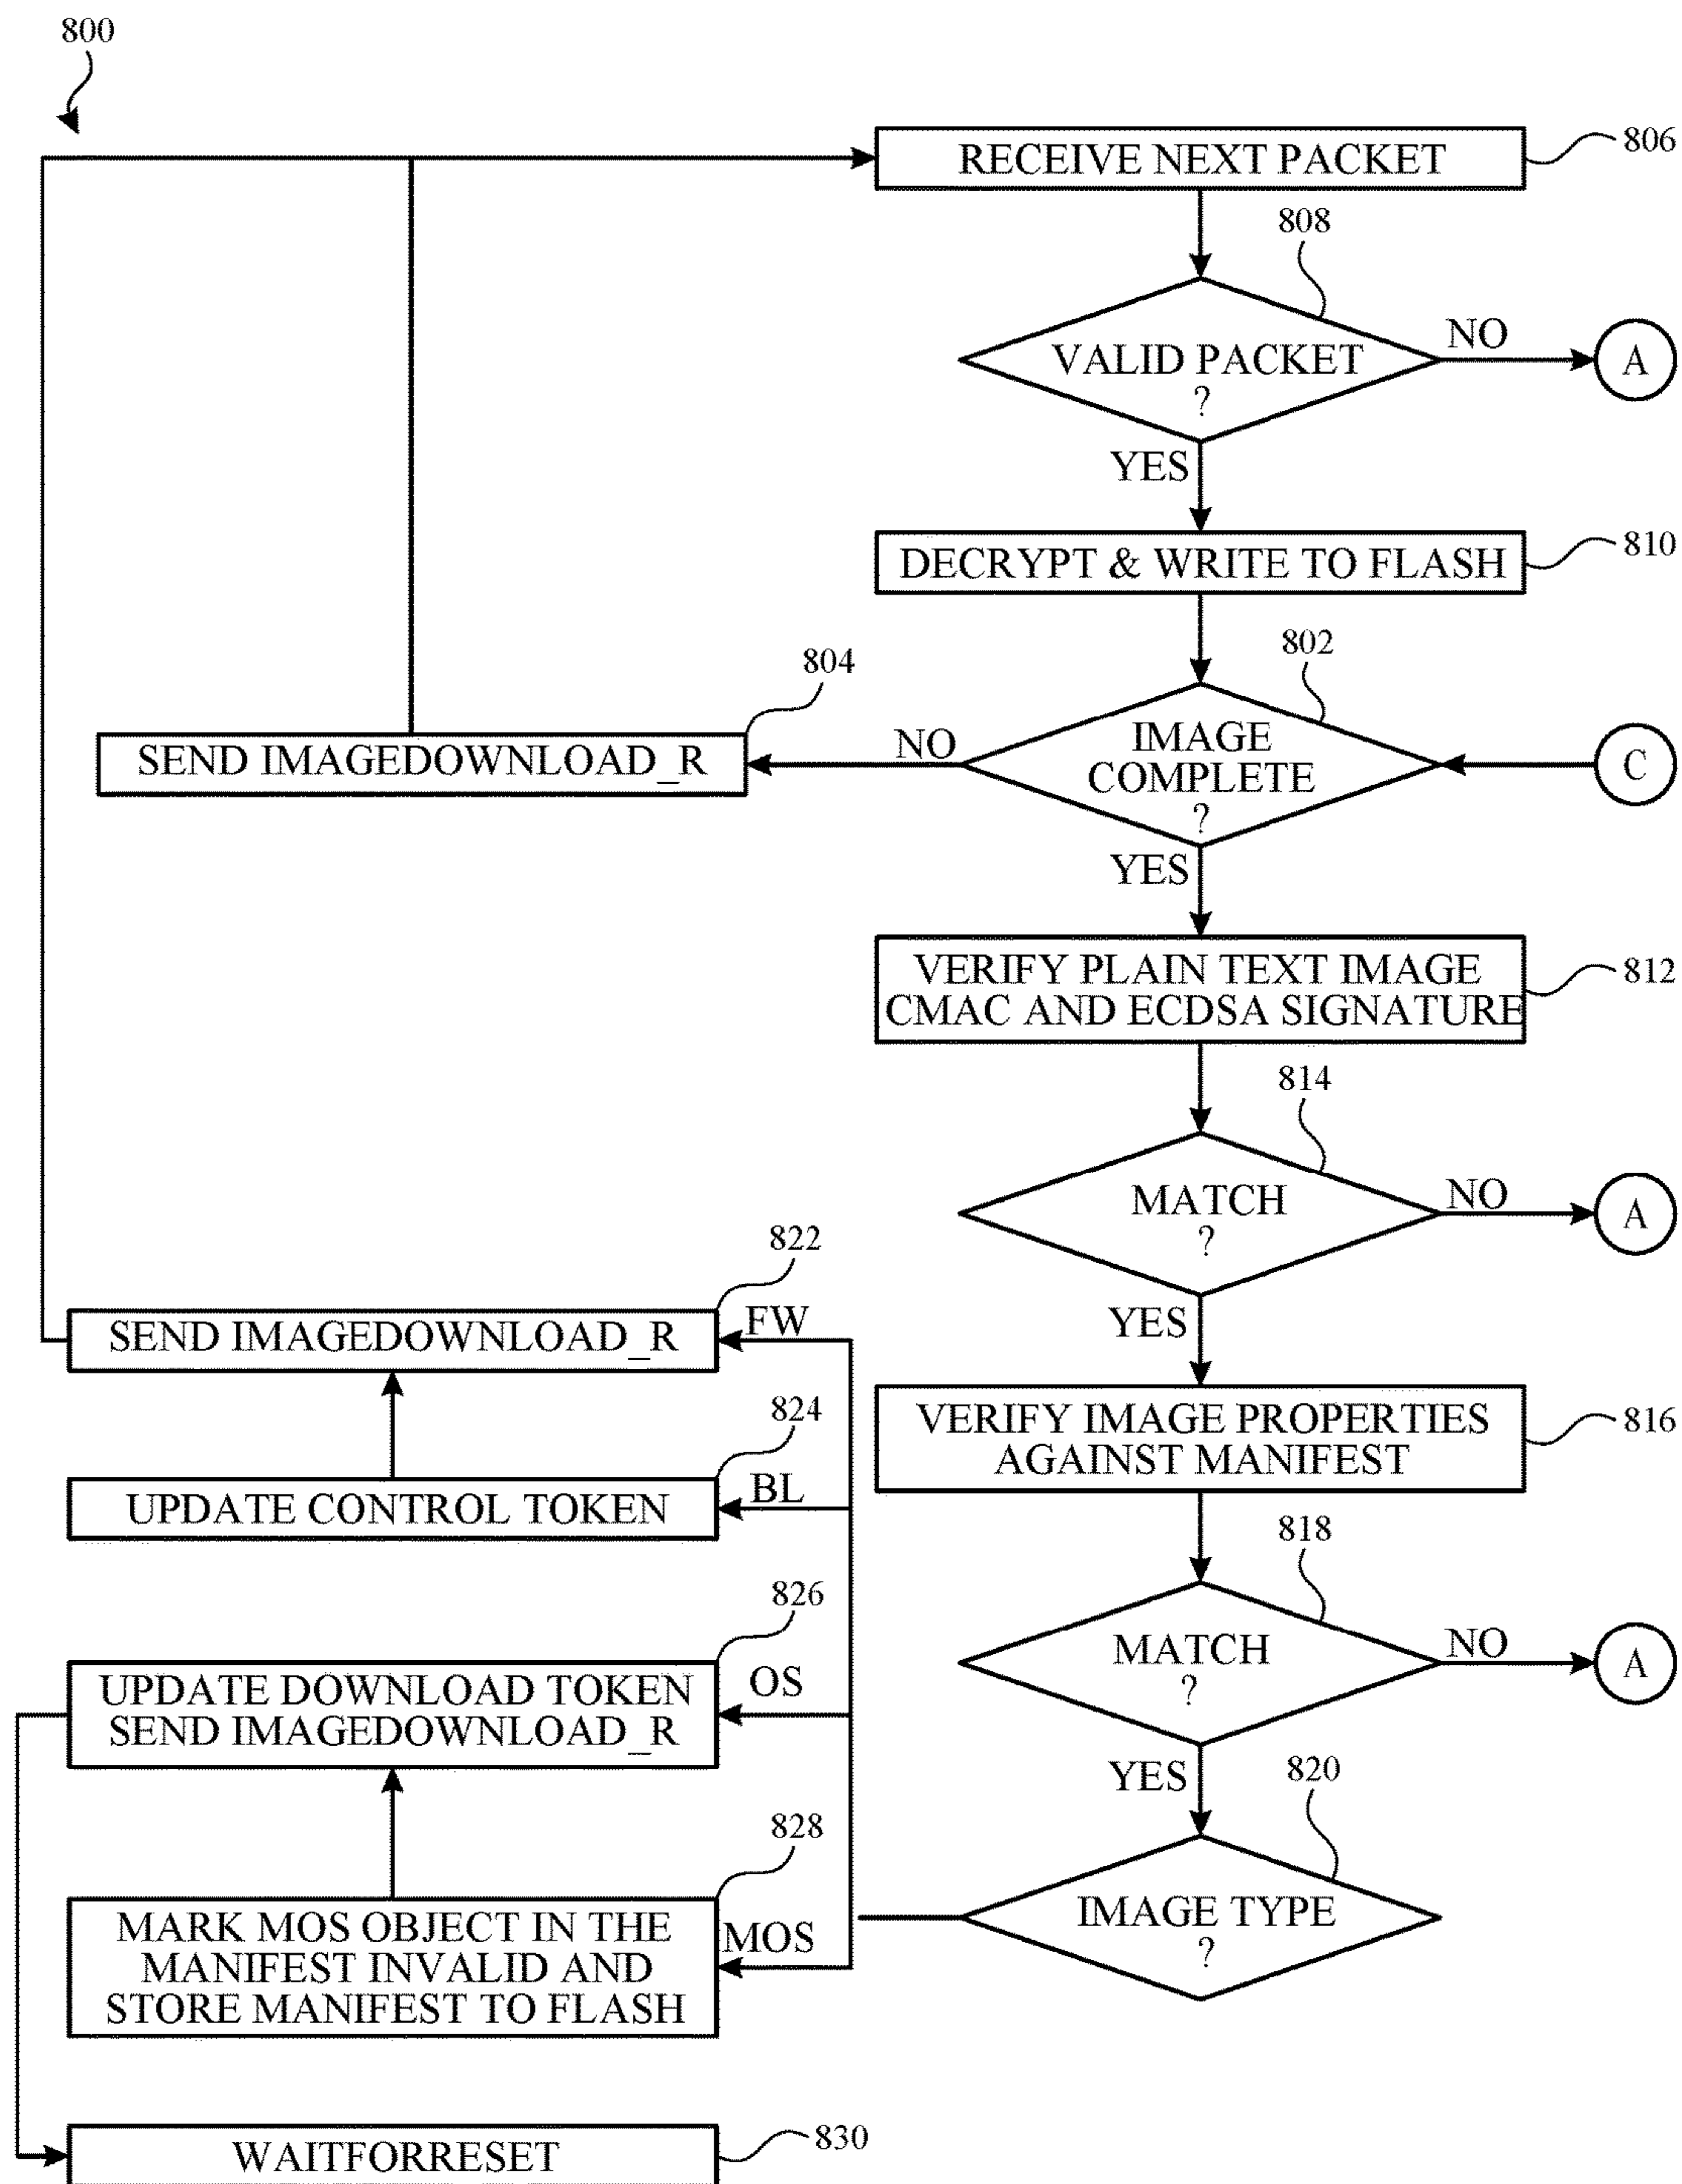 800
RECEIVE NEXT PACKET
806
808
VALID PACKET
?
NO
A
YES
DECRYPT & WRITE TO FLASH
810
802
804
IMAGE
COMPLETE
?
NO
SEND IMAGEDOWNLOAD_R
C
YES
VERIFY PLAIN TEXT IMAGE
CMAC AND ECDSA SIGNATURE
812
814
MATCH
?
NO
A
YES
822
SEND IMAGEDOWNLOAD_R
FW
VERIFY IMAGE PROPERTIES
AGAINST MANIFEST
816
824
UPDATE CONTROL TOKEN
BL
818
MATCH
?
NO
A
YES
826
UPDATE DOWNLOAD TOKEN
SEND IMAGEDOWNLOAD_R
OS
820
IMAGE TYPE
?
828
MARK MOS OBJECT IN THE
MANIFEST INVALID AND
STORE MANIFEST TO FLASH
MOS
WAITFORRESET
830